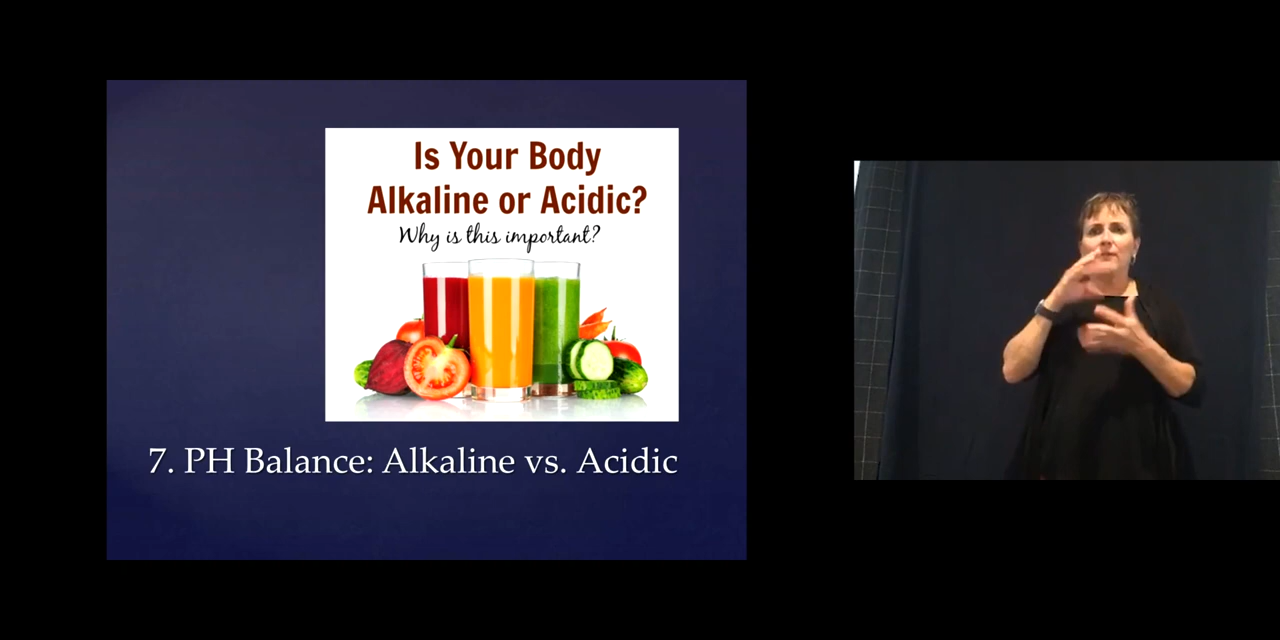 Is Your Body
Alkaline or Acidic?
Why is this important?
7. PH Balance: Alkaline vs. Acidic